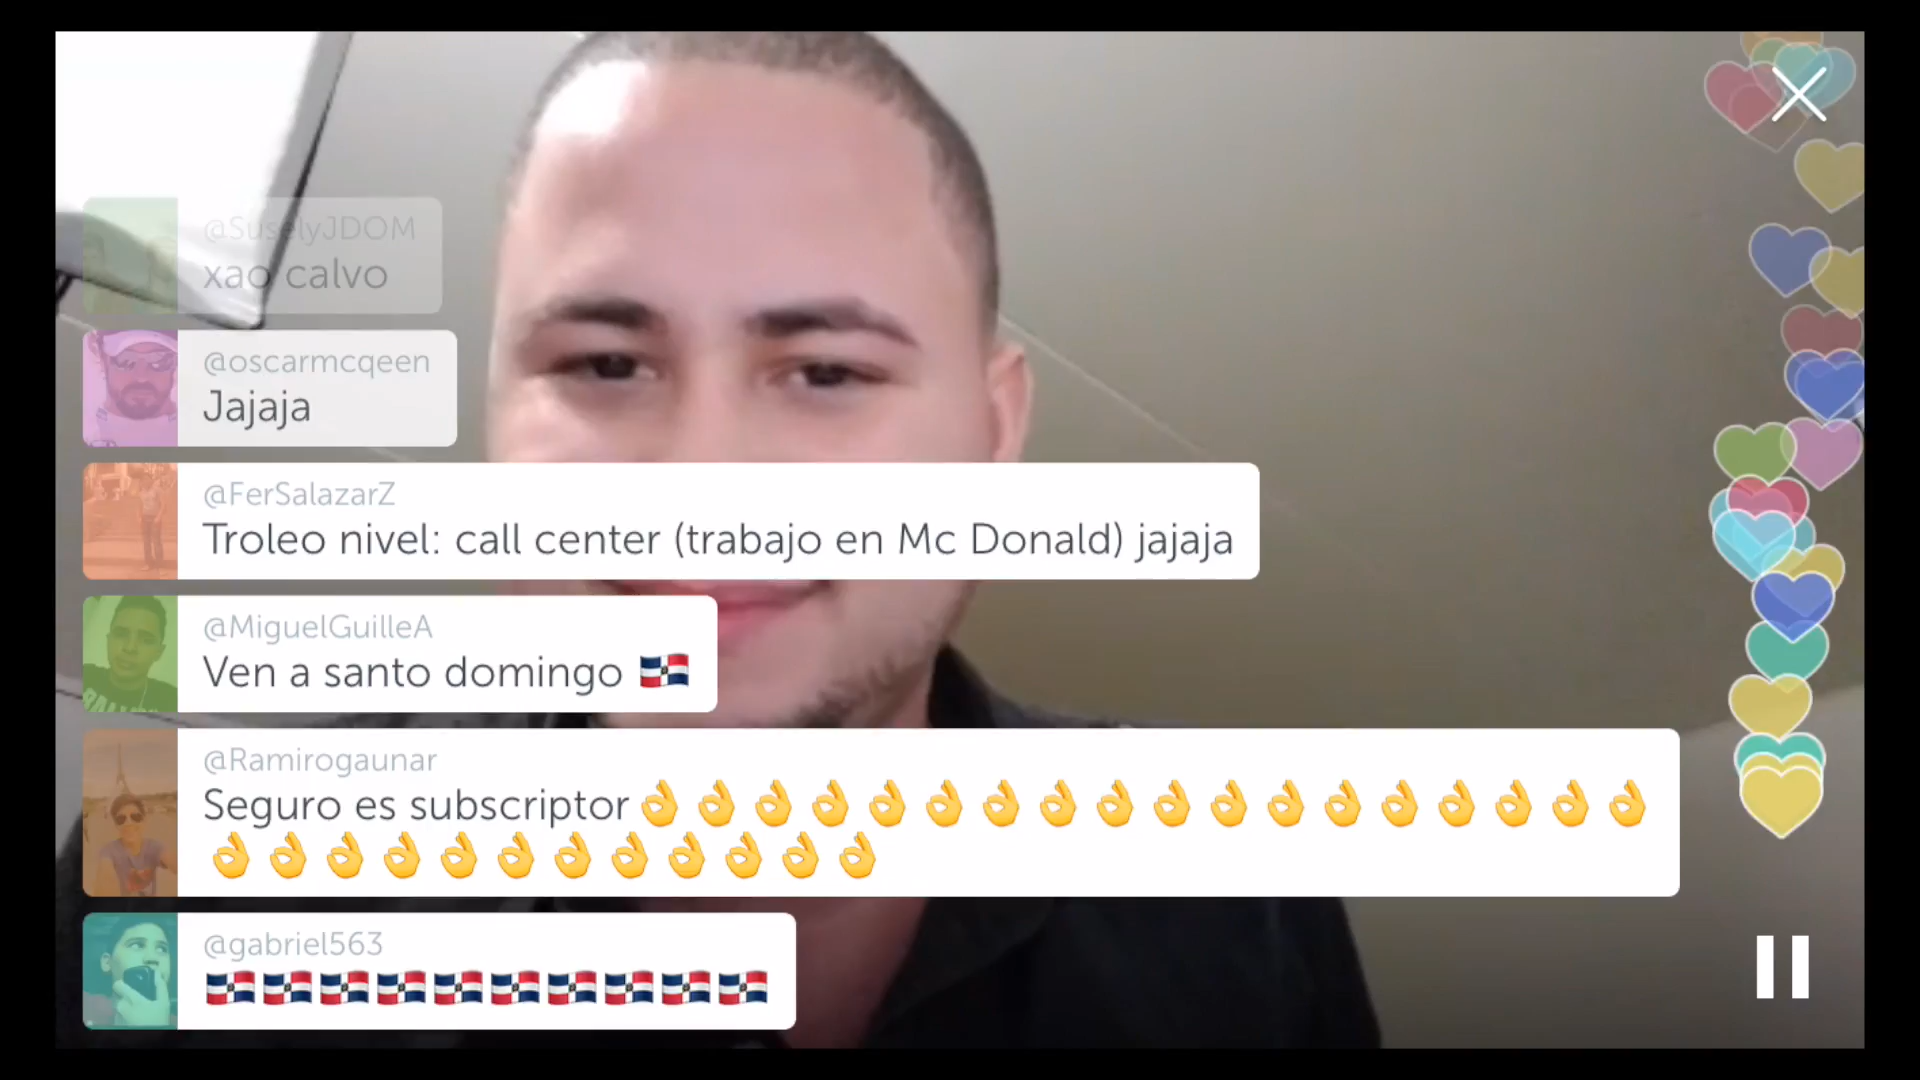 @SuselyJDOM
xao calvo
@oscarmcqeen
Jajaja
@FerSalazarZ
Troleo nivel: call center (trabajo en Mc Donald) jajaja
@MiguelGuilleA
Ven a santo domingo 🇩🇴
@Ramirogaunar
Seguro es subscriptor👌👌👌👌👌👌👌👌👌👌👌👌👌👌👌👌👌👌
👌👌👌👌👌👌👌👌👌👌👌👌
@gabriel563
🇩🇴🇩🇴🇩🇴🇩🇴🇩🇴🇩🇴🇩🇴🇩🇴🇩🇴🇩🇴